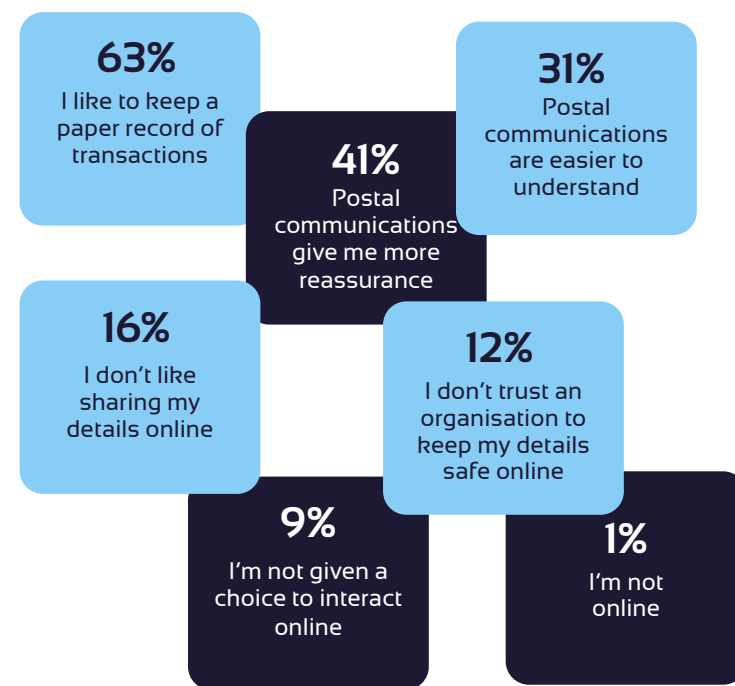 63%
I like to keep a
paper record of
transactions
41%
Postal
communications
give me more
reassurance
31%
Postal
communications
are easier to
understand
16%
I don't like
sharing my
details online
12%
I don't trust an
organisation to
keep my details
safe online
9%
I'm not given a
choice to interact
online
1%
I'm not
online